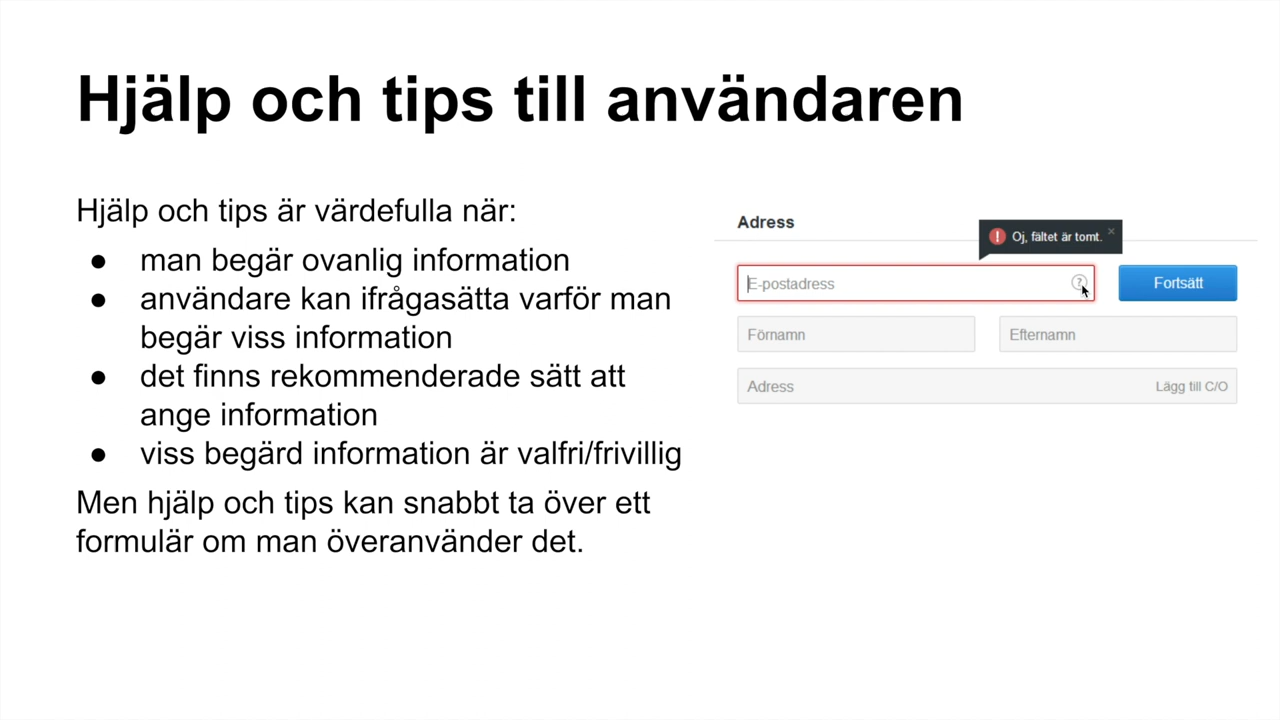 Hjälp och tips till användaren
Hjälp och tips är värdefulla när:
● man begär ovanlig information
● användare kan ifrågasätta varför man
begär viss information
● det finns rekommenderade sätt att
ange information
● viss begärd information är valfri/frivillig
Men hjälp och tips kan snabbt ta över ett
formulär om man överanvänder det.
Adress
! Oj, fältet är tomt. ×
E-postadress ?
Fortsätt
Förnamn
Efternamn
Adress
Lägg till C/O